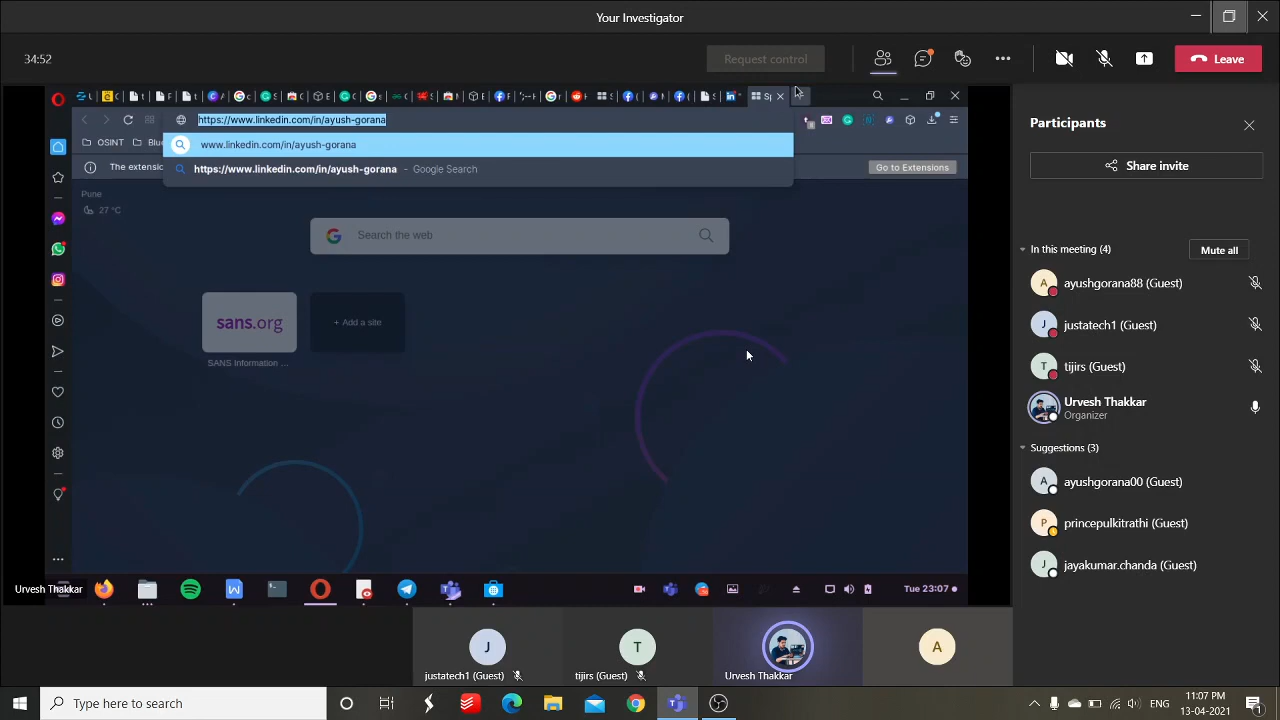 Your Investigator
34:52
Request control
Leave
https://www.linkedin.com/in/ayush-gorana
www.linkedin.com/in/ayush-gorana
https://www.linkedin.com/in/ayush-gorana - Google Search
OSINT
Blu
The extensio
Go to Extensions
Pune
27 °C
Search the web
sans.org
+ Add a site
SANS Information ...
Urvesh Thakkar
Tue 23:07
Participants
Share invite
In this meeting (4)
Mute all
A
ayushgorana88 (Guest)
J
justatech1 (Guest)
T
tijirs (Guest)
Urvesh Thakkar
Organizer
Suggestions (3)
A
ayushgorana00 (Guest)
P
princepulkitrathi (Guest)
J
jayakumar.chanda (Guest)
J
justatech1 (Guest)
T
tijirs (Guest)
Urvesh Thakkar
A
Type here to search
ENG
11:07 PM
13-04-2021